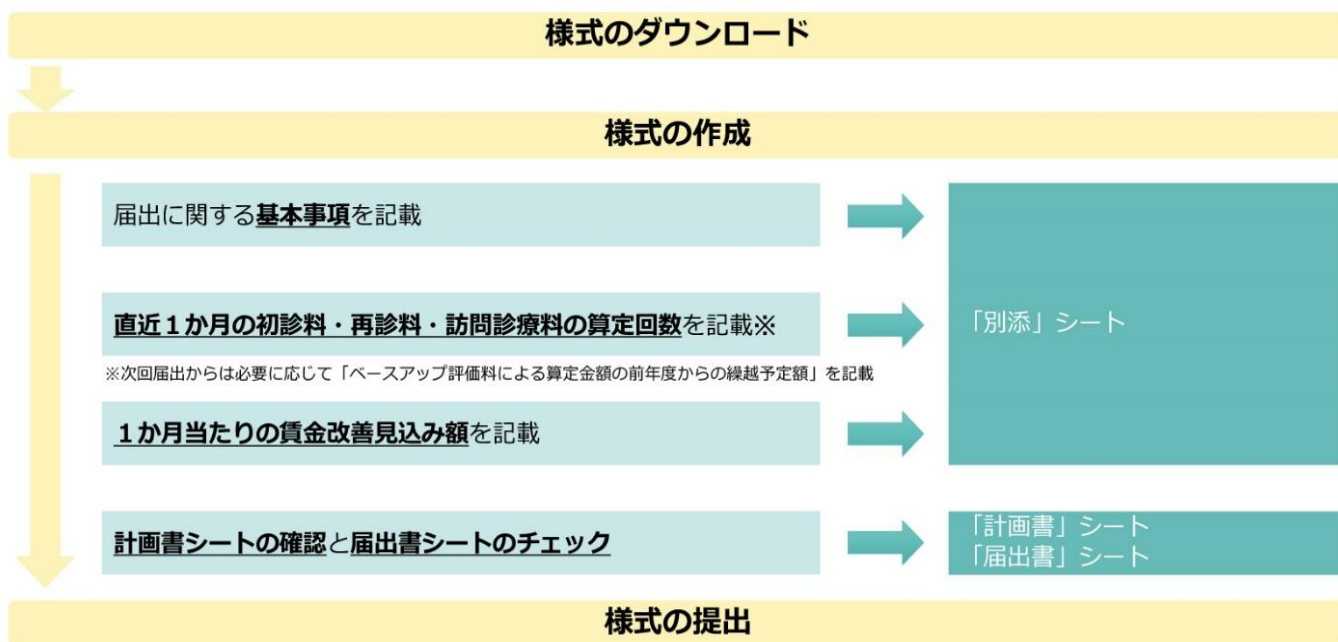 様式のダウンロード
様式の作成
届出に関する基本事項を記載
直近１か月の初診料・再診料・訪問診療料の算定回数を記載※
※次回届出からは必要に応じて「ベースアップ評価料による算定金額の前年度からの繰越予定額」を記載
１か月当たりの賃金改善見込み額を記載
「別添」シート
計画書シートの確認と届出書シートのチェック
「計画書」シート
「届出書」シート
様式の提出